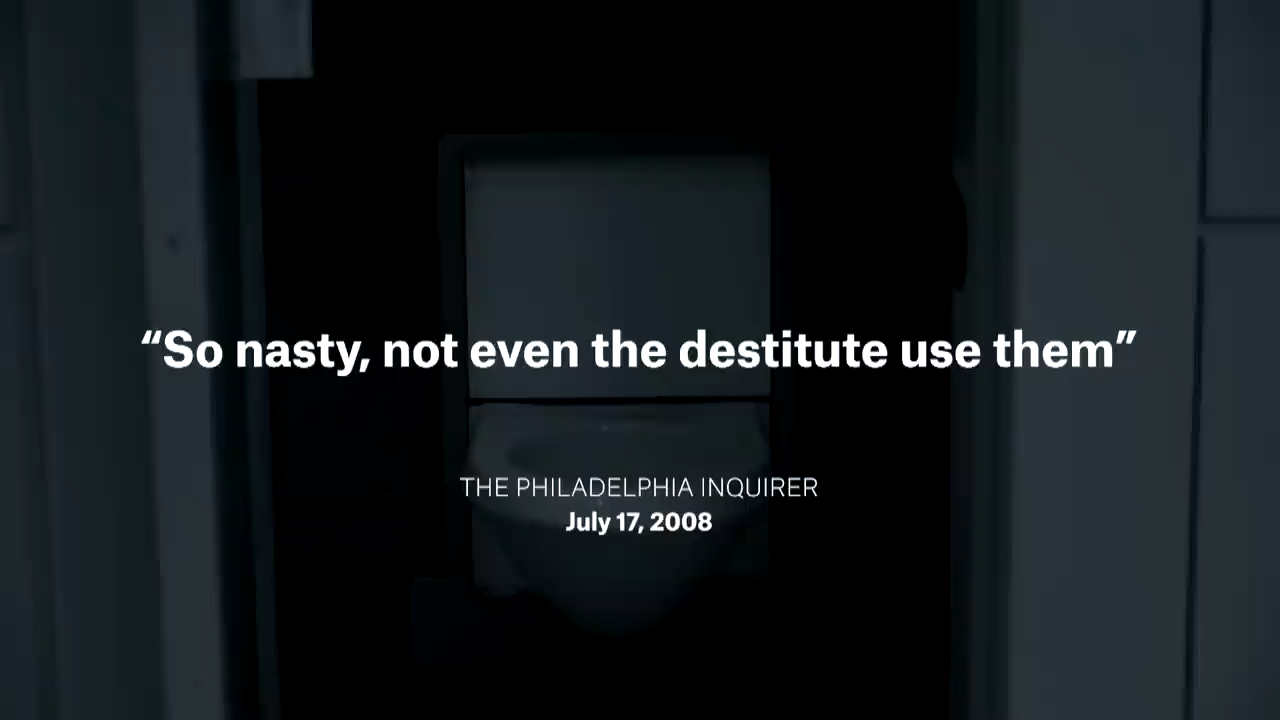 “So nasty, not even the destitute use them”
THE PHILADELPHIA INQUIRER
July 17, 2008